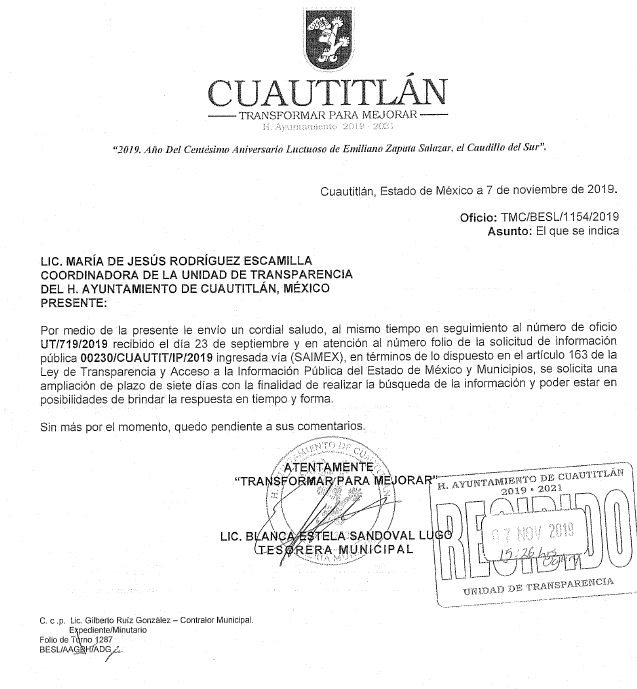 CUAUTITLÁN
TRANSFORMAR PARA MEJORAR
H. Ayuntamiento 2019 - 2021
“2019. Año Del Centésimo Aniversario Luctuoso de Emiliano Zapata Salazar, el Caudillo del Sur”.
Cuautitlán, Estado de México a 7 de noviembre de 2019.
Oficio: TMC/BESL/1154/2019
Asunto: El que se indica
LIC. MARÍA DE JESÚS RODRÍGUEZ ESCAMILLA
COORDINADORA DE LA UNIDAD DE TRANSPARENCIA
DEL H. AYUNTAMIENTO DE CUAUTITLÁN, MÉXICO
PRESENTE:
Por medio de la presente le envío un cordial saludo, al mismo tiempo en seguimiento al número de oficio
UT/719/2019 recibido el día 23 de septiembre y en atención al número folio de la solicitud de información
pública 00230/CUAUTIT/IP/2019 ingresada vía (SAIMEX), en términos de lo dispuesto en el artículo 163 de la
Ley de Transparencia y Acceso a la Información Pública del Estado de México y Municipios, se solicita una
ampliación de plazo de siete días con la finalidad de realizar la búsqueda de la información y poder estar en
posibilidades de brindar la respuesta en tiempo y forma.
Sin más por el momento, quedo pendiente a sus comentarios.
ATENTAMENTE
“TRANSFORMAR PARA MEJORAR”
LIC. BLANCA ESTELA SANDOVAL LUGO
TESORERA MUNICIPAL
H. AYUNTAMIENTO DE CUAUTITLÁN
2019 - 2021
RECIBIDO
07 NOV 2019
15:26
UNIDAD DE TRANSPARENCIA
C. c .p. Lic. Gilberto Ruíz González – Contralor Municipal.
Expediente/Minutario
Folio de Turno 1287
BESL/AAGBH/ADG